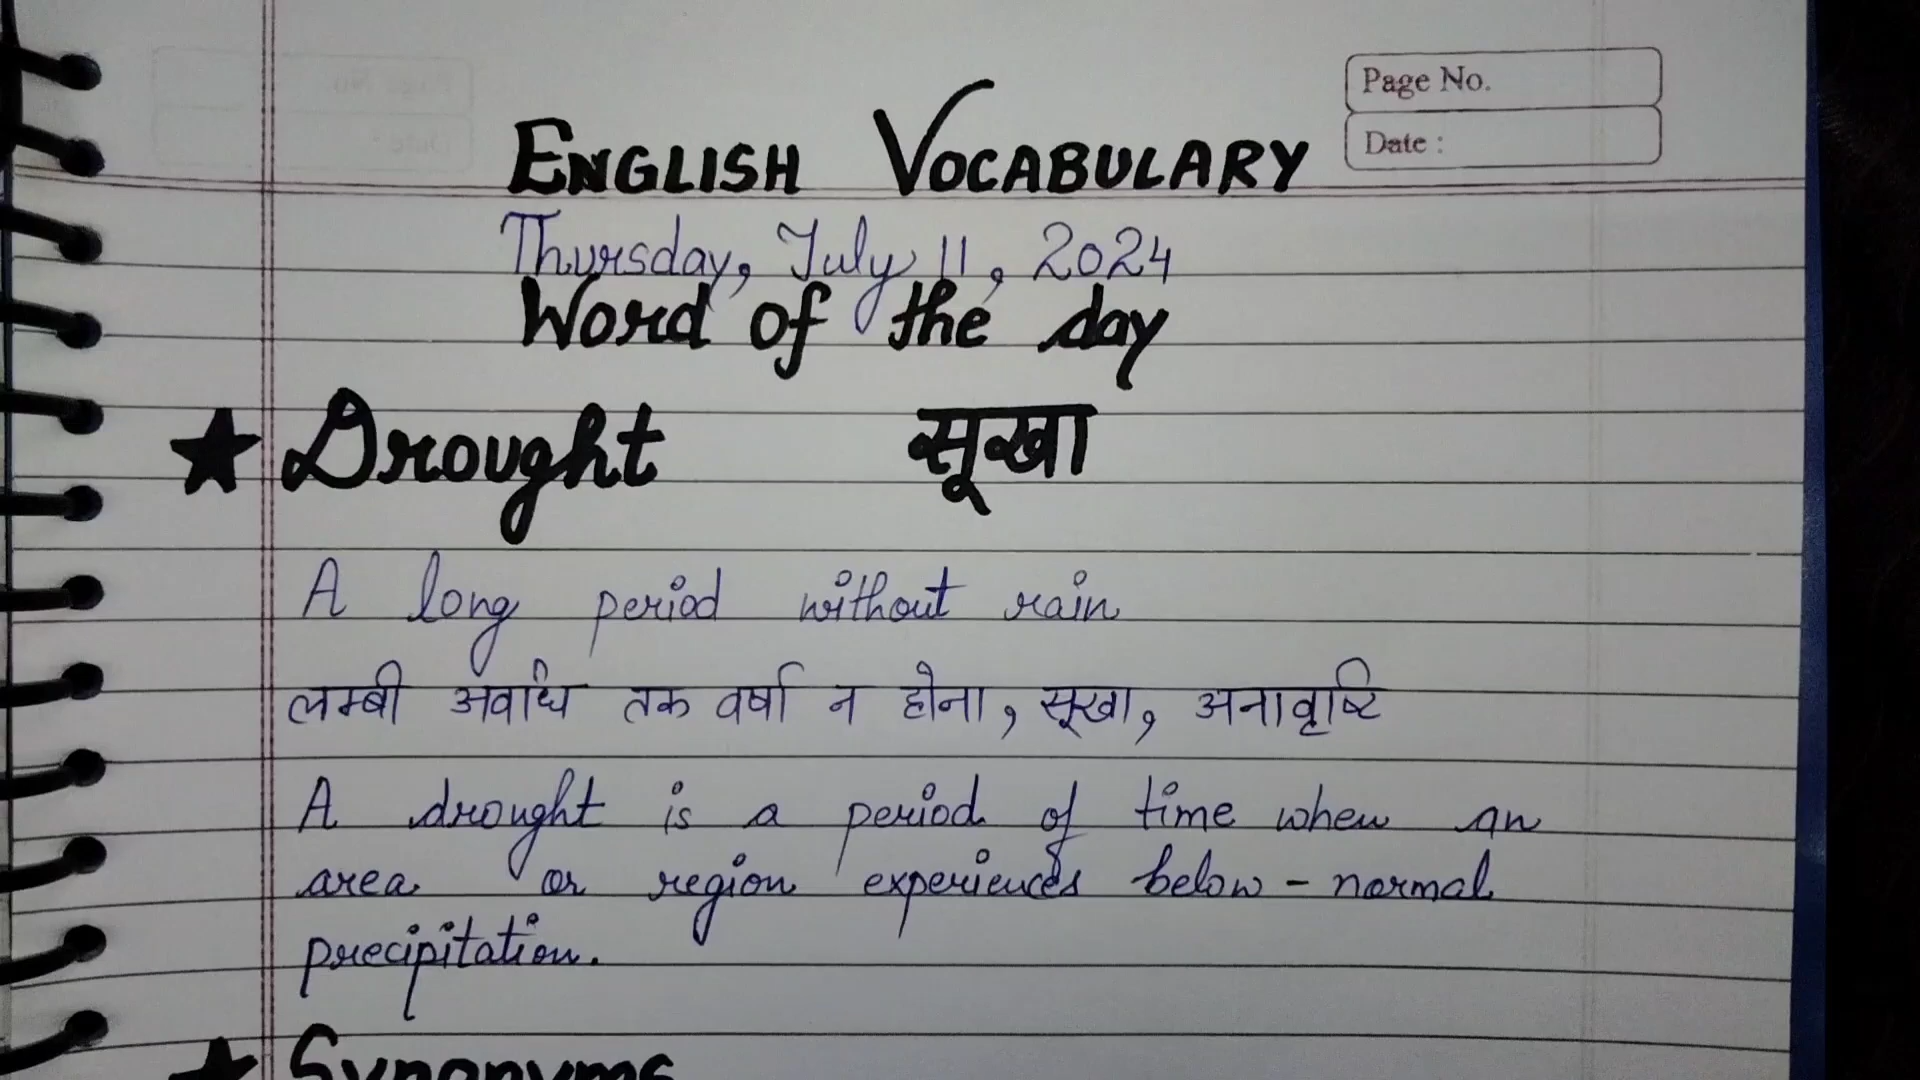 Page No.
Date :
ENGLISH VOCABULARY
Thursday, July 11, 2024
Word of the day
★ Drought सूखा
A long period without rain
लम्बी अवधि तक वर्षा न होना, सूखा, अनावृष्टि
A drought is a period of time when an
area or region experiences below-normal
precipitation.
★ Synonyms